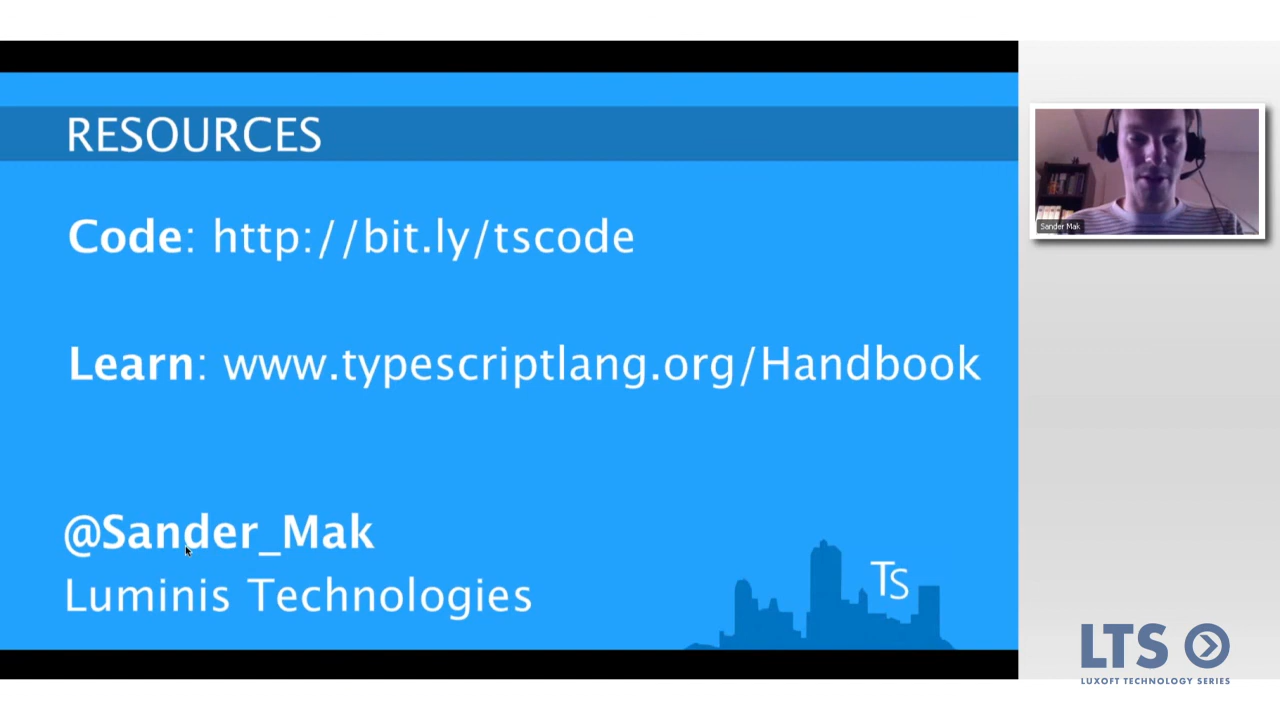 RESOURCES
Code: http://bit.ly/tscode
Learn: www.typescriptlang.org/Handbook
@Sander_Mak
Luminis Technologies
TS
Sander Mak
LTS
LUXOFT TECHNOLOGY SERIES